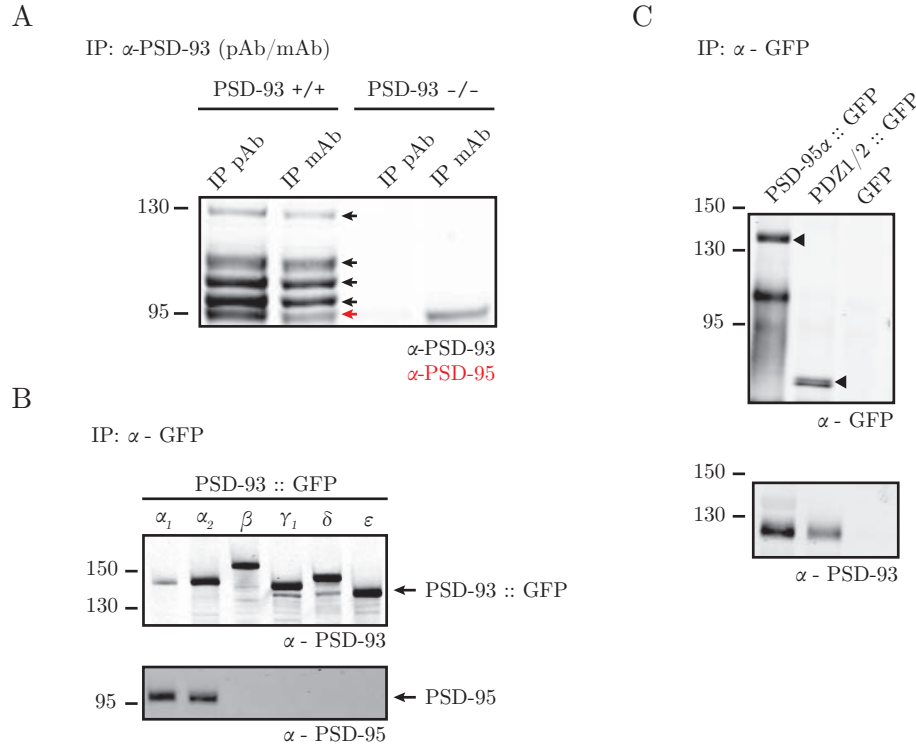 A
IP: α-PSD-93 (pAb/mAb)
PSD-93 +/+ PSD-93 -/-
IP pAb IP mAb IP pAb IP mAb
130
95
α-PSD-93
α-PSD-95
B
IP: α - GFP
PSD-93 :: GFP
α1 α2 β γ1 δ ε
150
130
PSD-93 :: GFP
α - PSD-93
95
PSD-95
α - PSD-95
C
IP: α - GFP
PSD-95α :: GFP
PDZ1/2 :: GFP
GFP
150
130
95
α - GFP
150
130
α - PSD-93